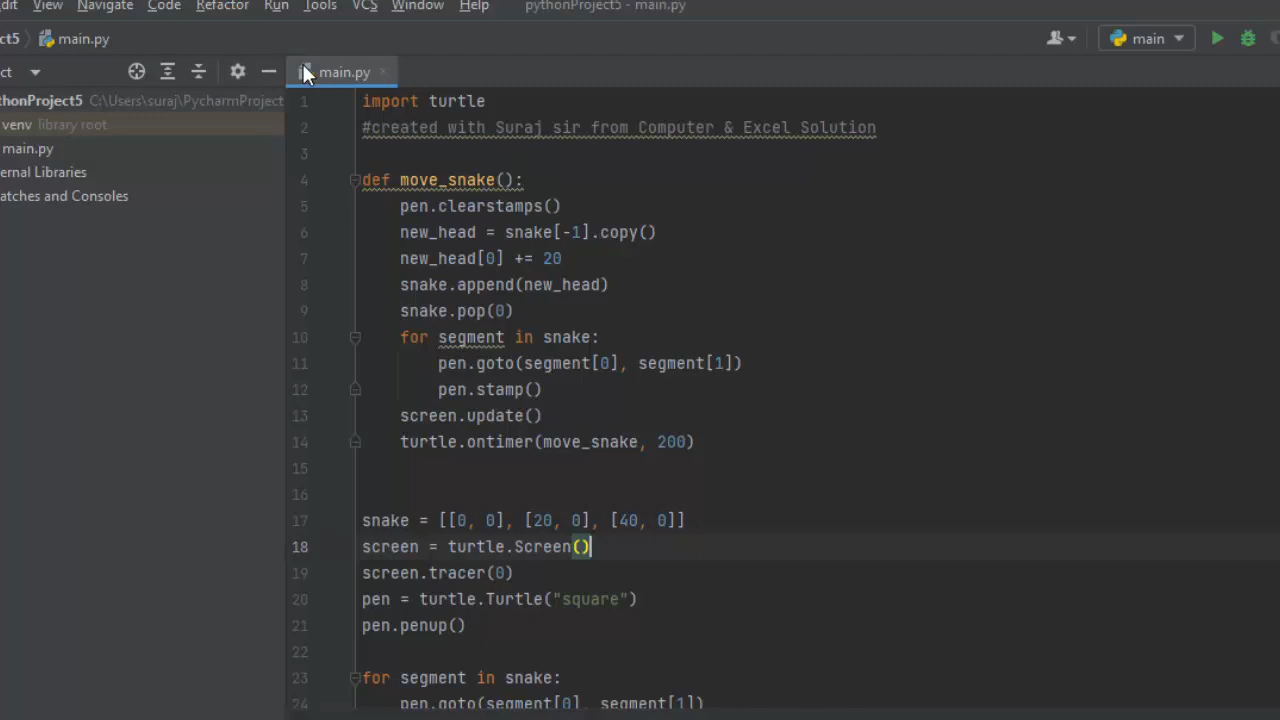 dit View Navigate Code Refactor Run Tools VCS Window Help pythonProject5 - main.py
ct5 main.py main
ct main.py
thonProject5 C:\Users\suraj\PycharmProject
venv library root
main.py
ernal Libraries
atches and Consoles
1 import turtle
2 #created with Suraj sir from Computer & Excel Solution
3
4 def move_snake():
5 pen.clearstamps()
6 new_head = snake[-1].copy()
7 new_head[0] += 20
8 snake.append(new_head)
9 snake.pop(0)
10 for segment in snake:
11 pen.goto(segment[0], segment[1])
12 pen.stamp()
13 screen.update()
14 turtle.ontimer(move_snake, 200)
15
16
17 snake = [[0, 0], [20, 0], [40, 0]]
18 screen = turtle.Screen()
19 screen.tracer(0)
20 pen = turtle.Turtle("square")
21 pen.penup()
22
23 for segment in snake:
24 pen.goto(segment[0], segment[1])